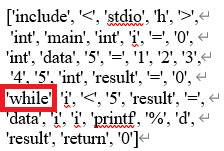 ['include', '<', 'stdio', 'h', '>',
'int', 'main', 'int', 'i', '=', '0',
'int', 'data', '5', '=', '1', '2', '3',
'4', '5', 'int', 'result', '=', '0',
'while', 'i', '<', '5', 'result', '=',
'data', 'i', 'i', 'printf', '%', 'd',
'result', 'return', '0']